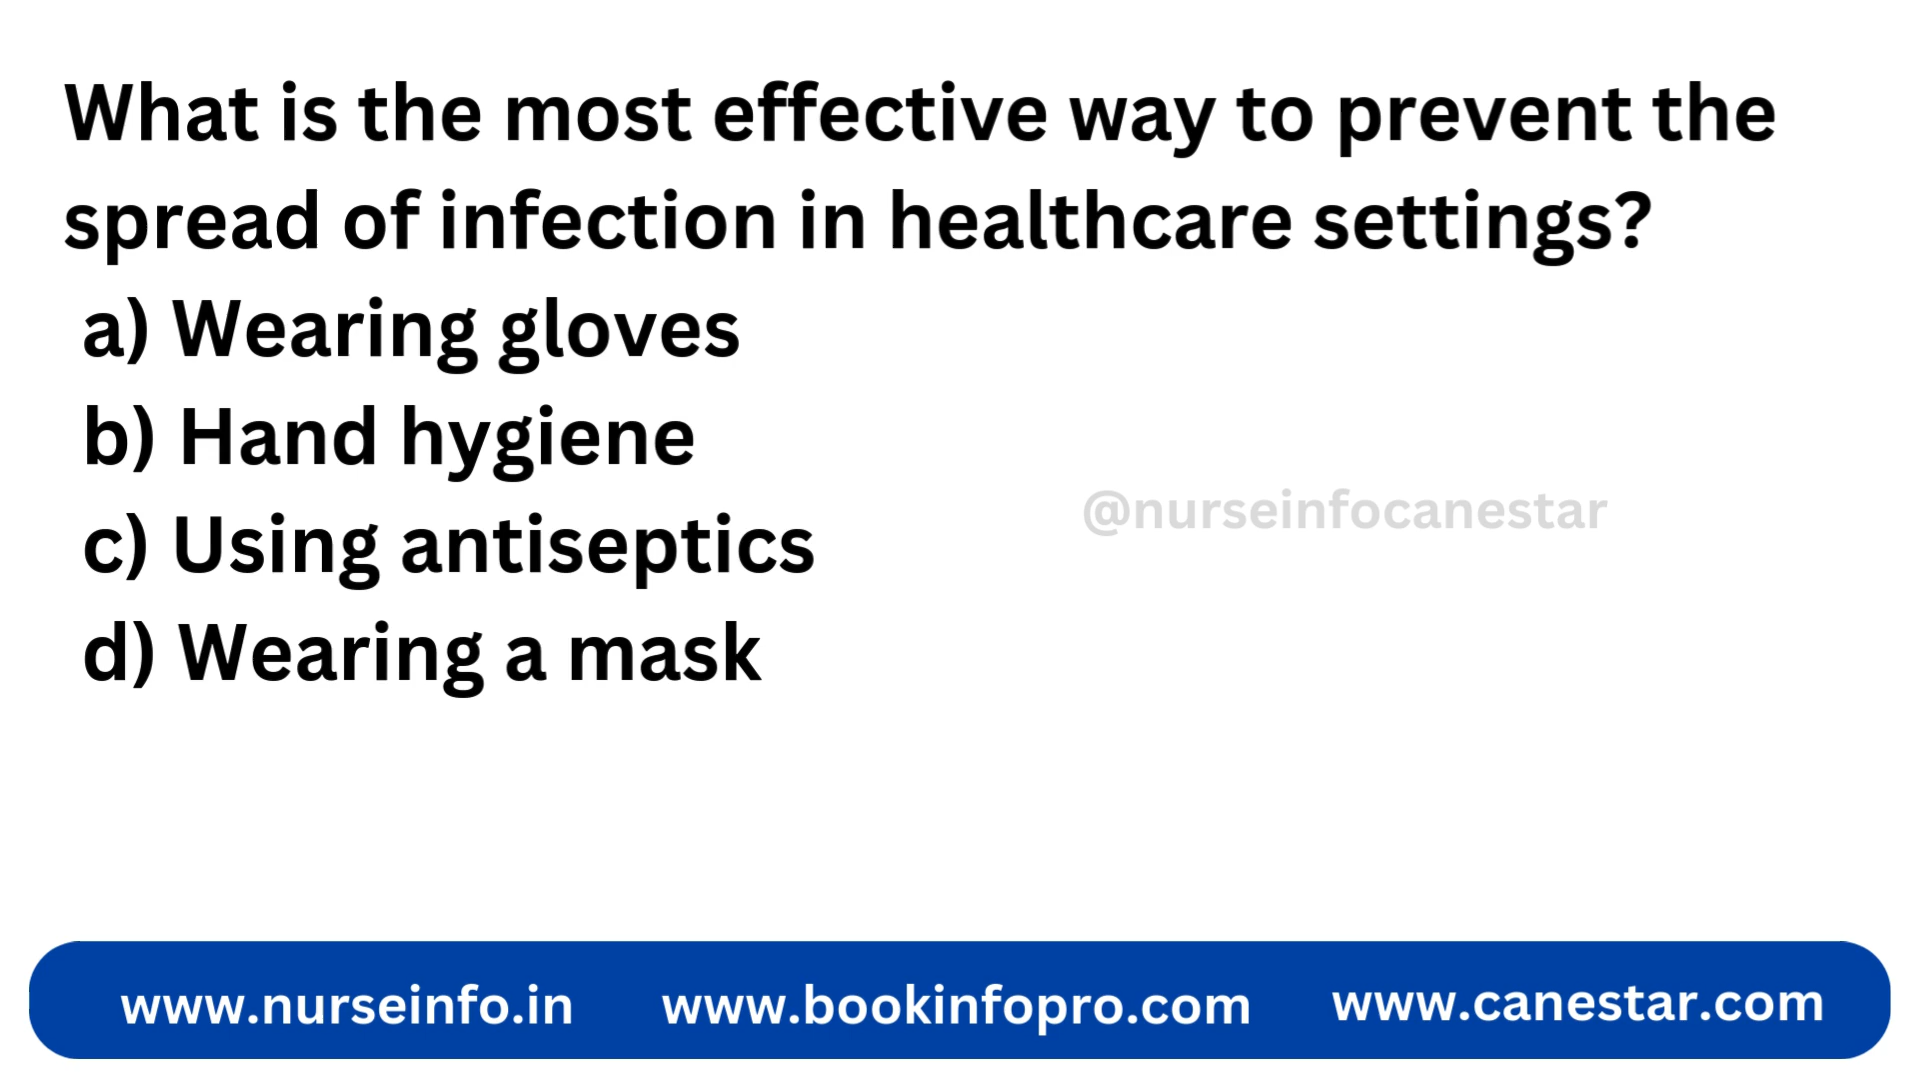 What is the most effective way to prevent the
spread of infection in healthcare settings?
a) Wearing gloves
b) Hand hygiene
c) Using antiseptics
@nurseinfocanestar
d) Wearing a mask
www.nurseinfo.in www.bookinfopro.com www.canestar.com